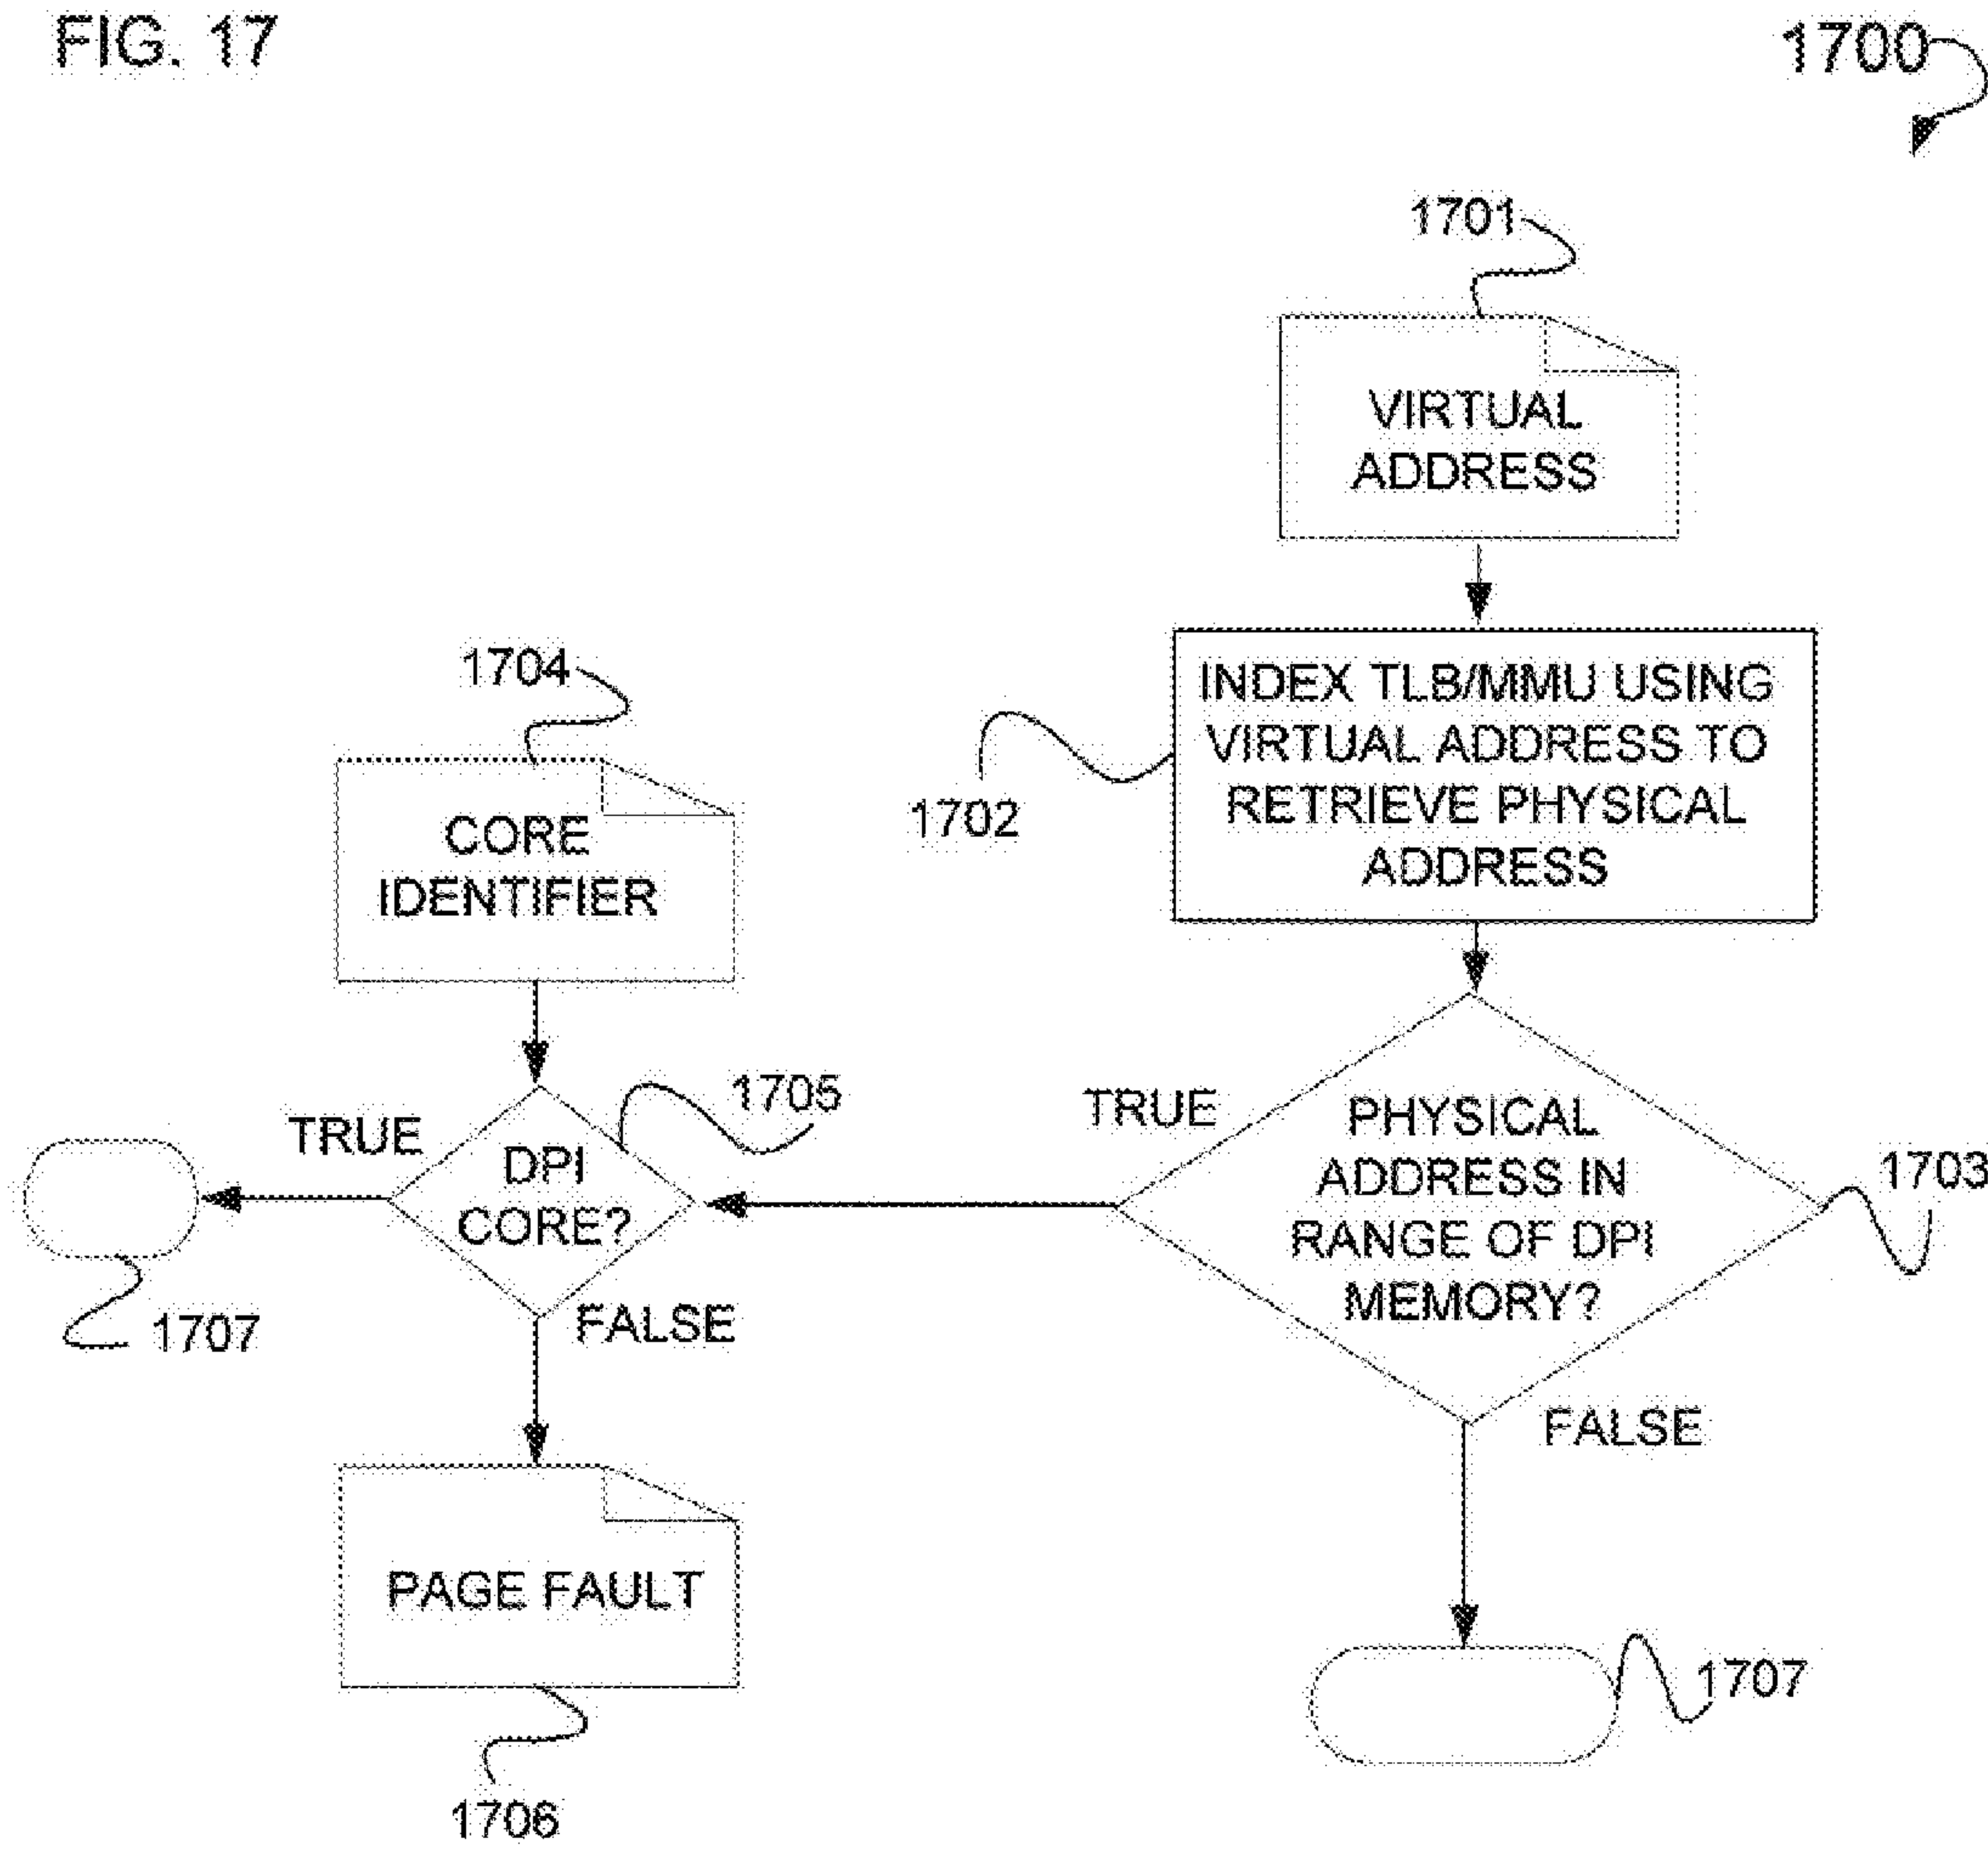 FIG. 17
1700
1701
VIRTUAL
ADDRESS
1704
INDEX TLB/MMU USING
VIRTUAL ADDRESS TO
RETRIEVE PHYSICAL
ADDRESS
1702
CORE
IDENTIFIER
1705
TRUE
DPI
CORE?
FALSE
1707
TRUE
PHYSICAL
ADDRESS IN
RANGE OF DPI
MEMORY?
1703
FALSE
PAGE FAULT
1706
1707